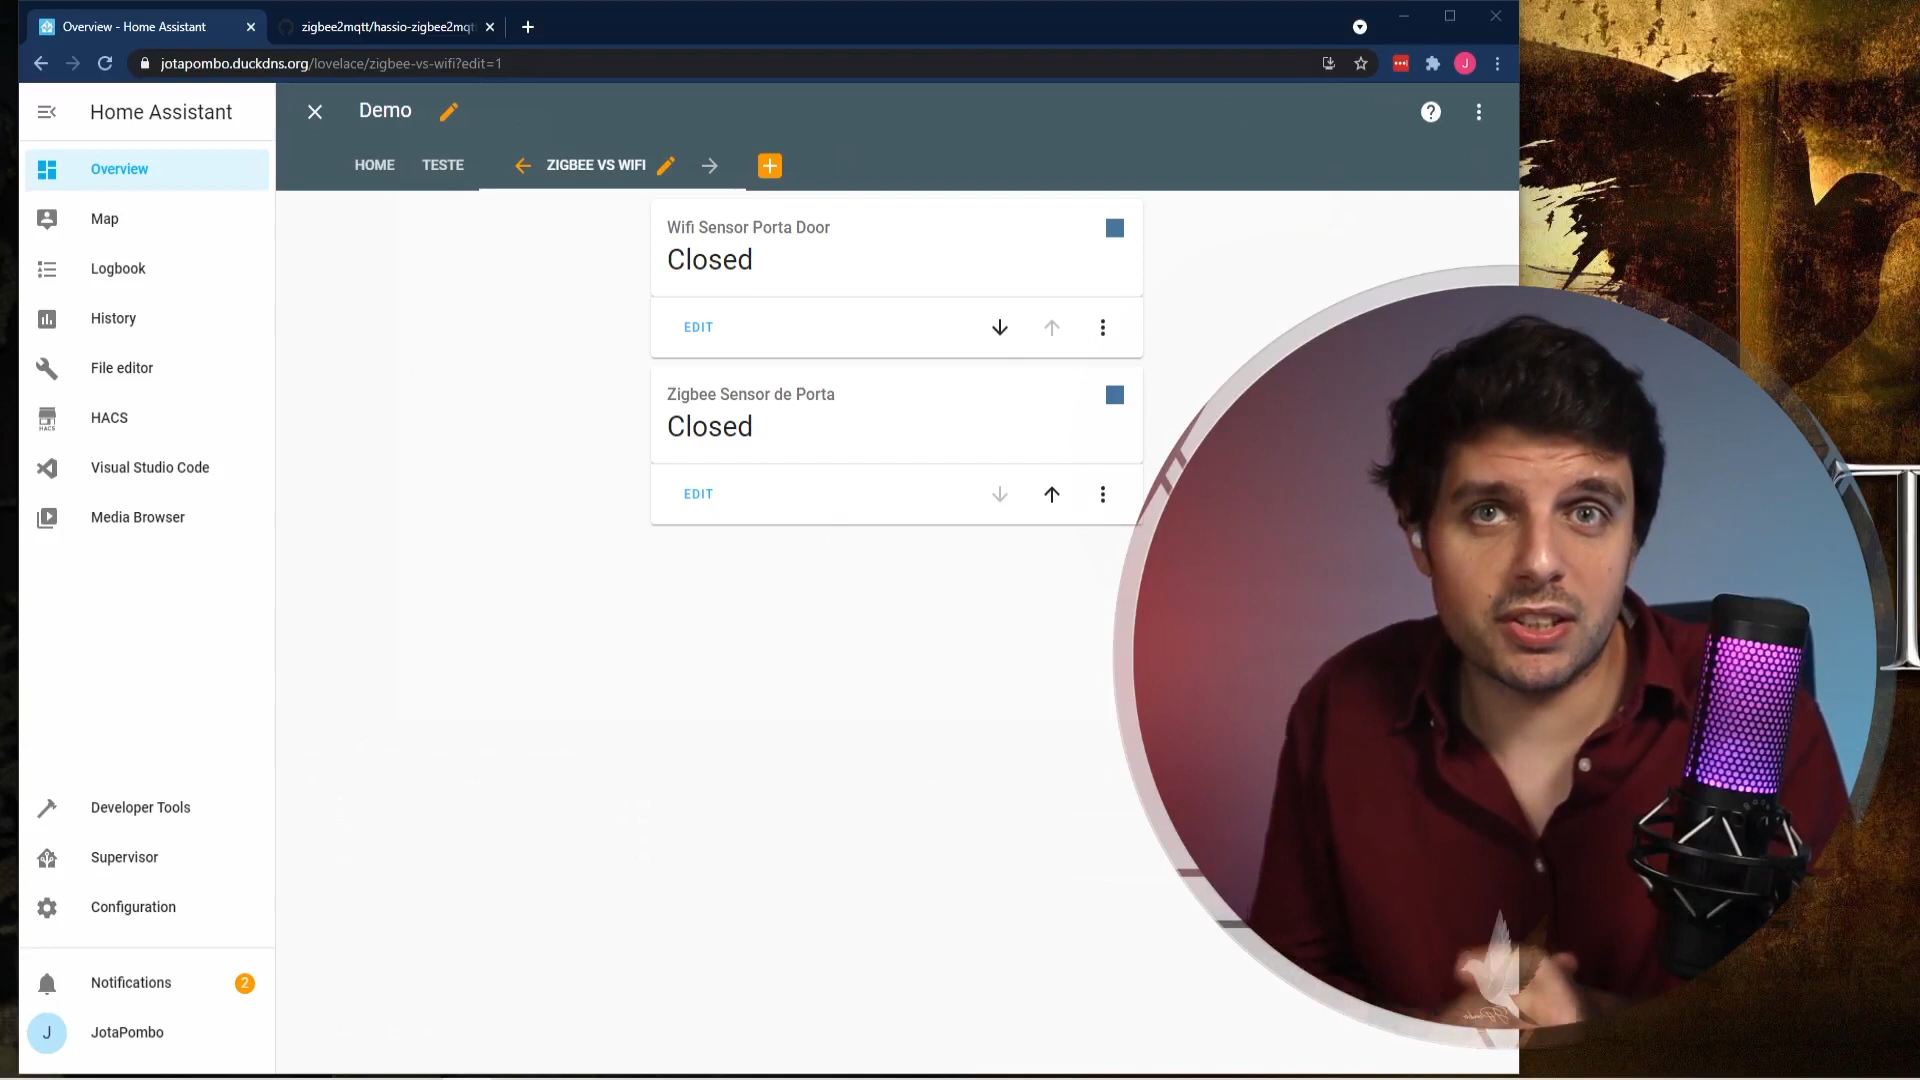 Overview - Home Assistant
zigbee2mqtt/hassio-zigbee2mqt
jotapombo.duckdns.org/lovelace/zigbee-vs-wifi?edit=1
Home Assistant
Demo
HOME
TESTE
ZIGBEE VS WIFI
Overview
Map
Logbook
History
File editor
HACS
HACS
Visual Studio Code
Media Browser
Wifi Sensor Porta Door
Closed
EDIT
Zigbee Sensor de Porta
Closed
EDIT
Developer Tools
Supervisor
Configuration
Notifications
2
J
JotaPombo
J